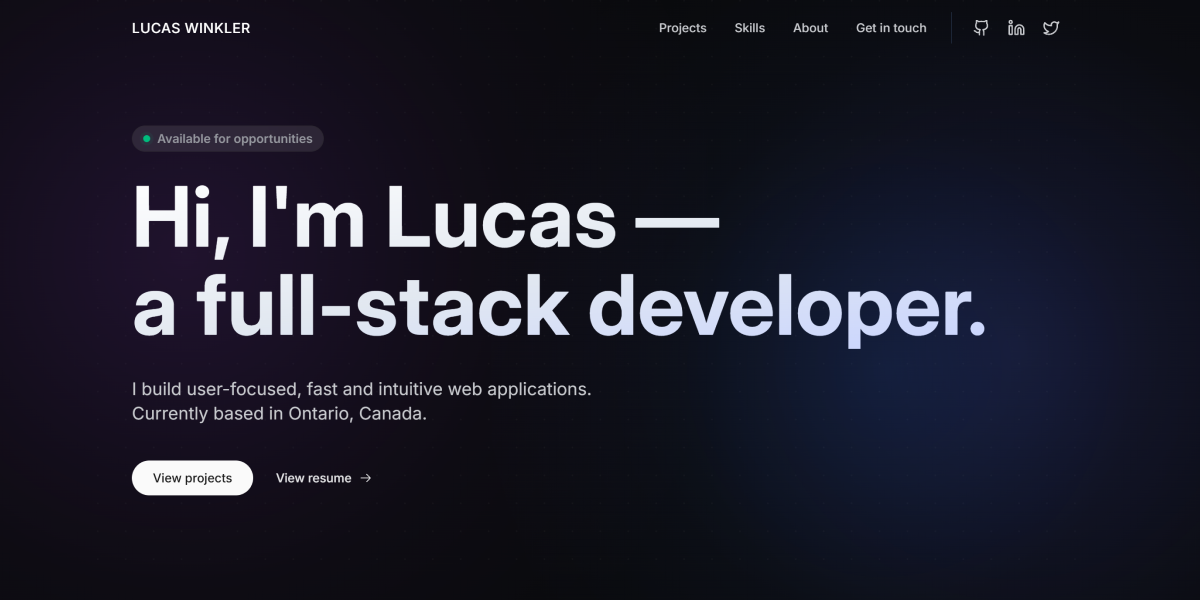 LUCAS WINKLER
Projects Skills About Get in touch
Available for opportunities
Hi, I'm Lucas —
a full-stack developer.
I build user-focused, fast and intuitive web applications.
Currently based in Ontario, Canada.
View projects View resume →